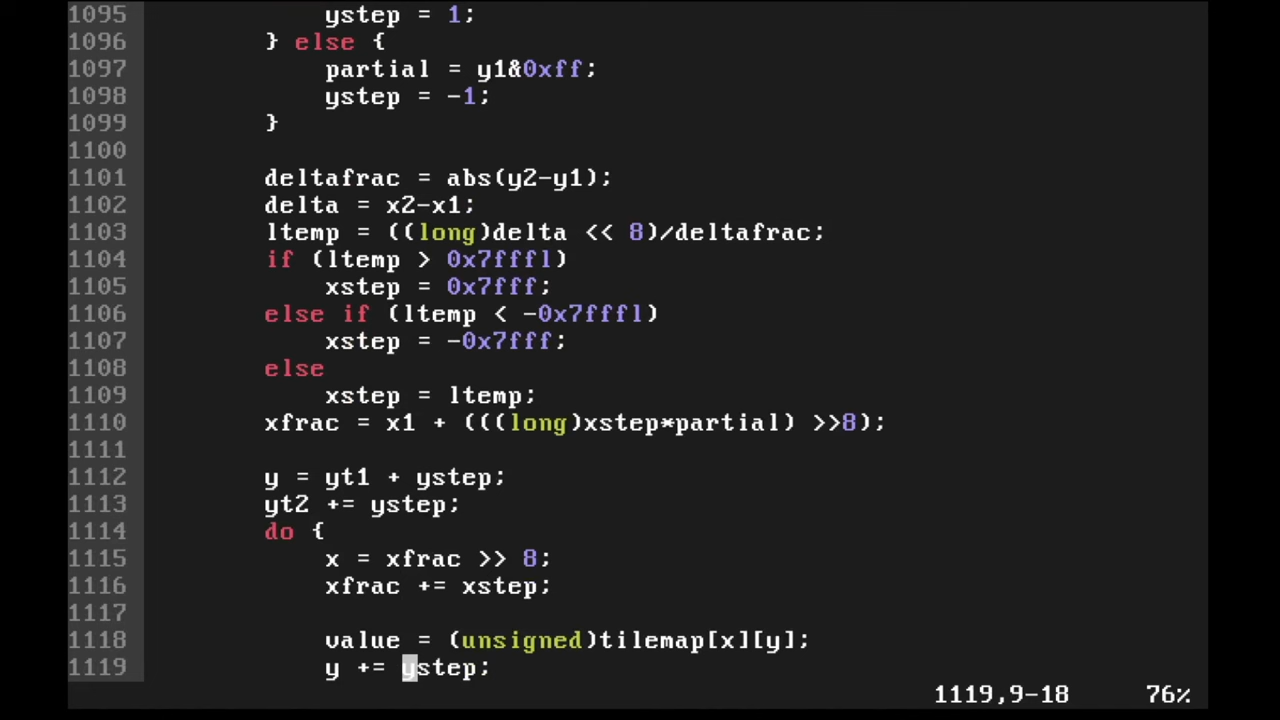 1095             ystep = 1;
1096         } else {
1097             partial = y1&0xff;
1098             ystep = -1;
1099         }
1100
1101         deltafrac = abs(y2-y1);
1102         delta = x2-x1;
1103         ltemp = ((long)delta << 8)/deltafrac;
1104         if (ltemp > 0x7fffl)
1105             xstep = 0x7fff;
1106         else if (ltemp < -0x7fffl)
1107             xstep = -0x7fff;
1108         else
1109             xstep = ltemp;
1110         xfrac = x1 + (((long)xstep*partial) >>8);
1111
1112         y = yt1 + ystep;
1113         yt2 += ystep;
1114         do {
1115             x = xfrac >> 8;
1116             xfrac += xstep;
1117
1118             value = (unsigned)tilemap[x][y];
1119             y += ystep;
1119,9-18     76%